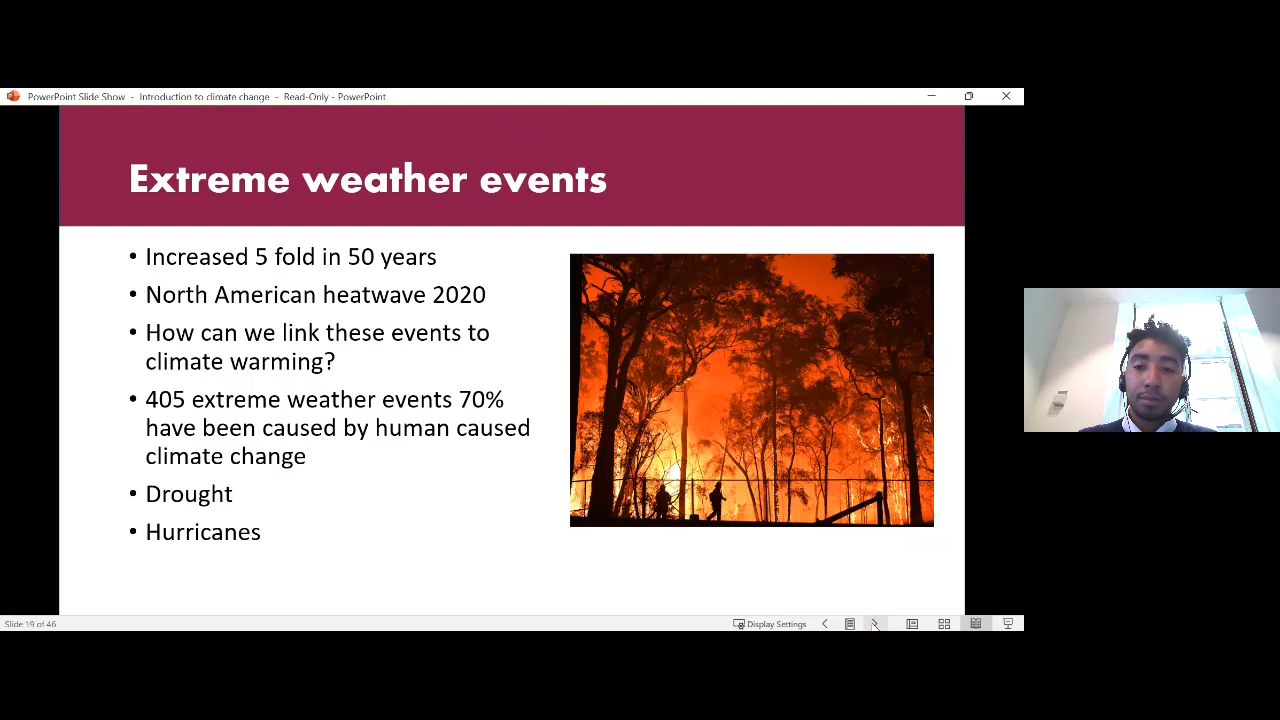 PowerPoint Slide Show - Introduction to climate change - Read-Only - PowerPoint
Extreme weather events
• Increased 5 fold in 50 years
• North American heatwave 2020
• How can we link these events to
climate warming?
• 405 extreme weather events 70%
have been caused by human caused
climate change
• Drought
• Hurricanes
Slide 19 of 46
Display Settings